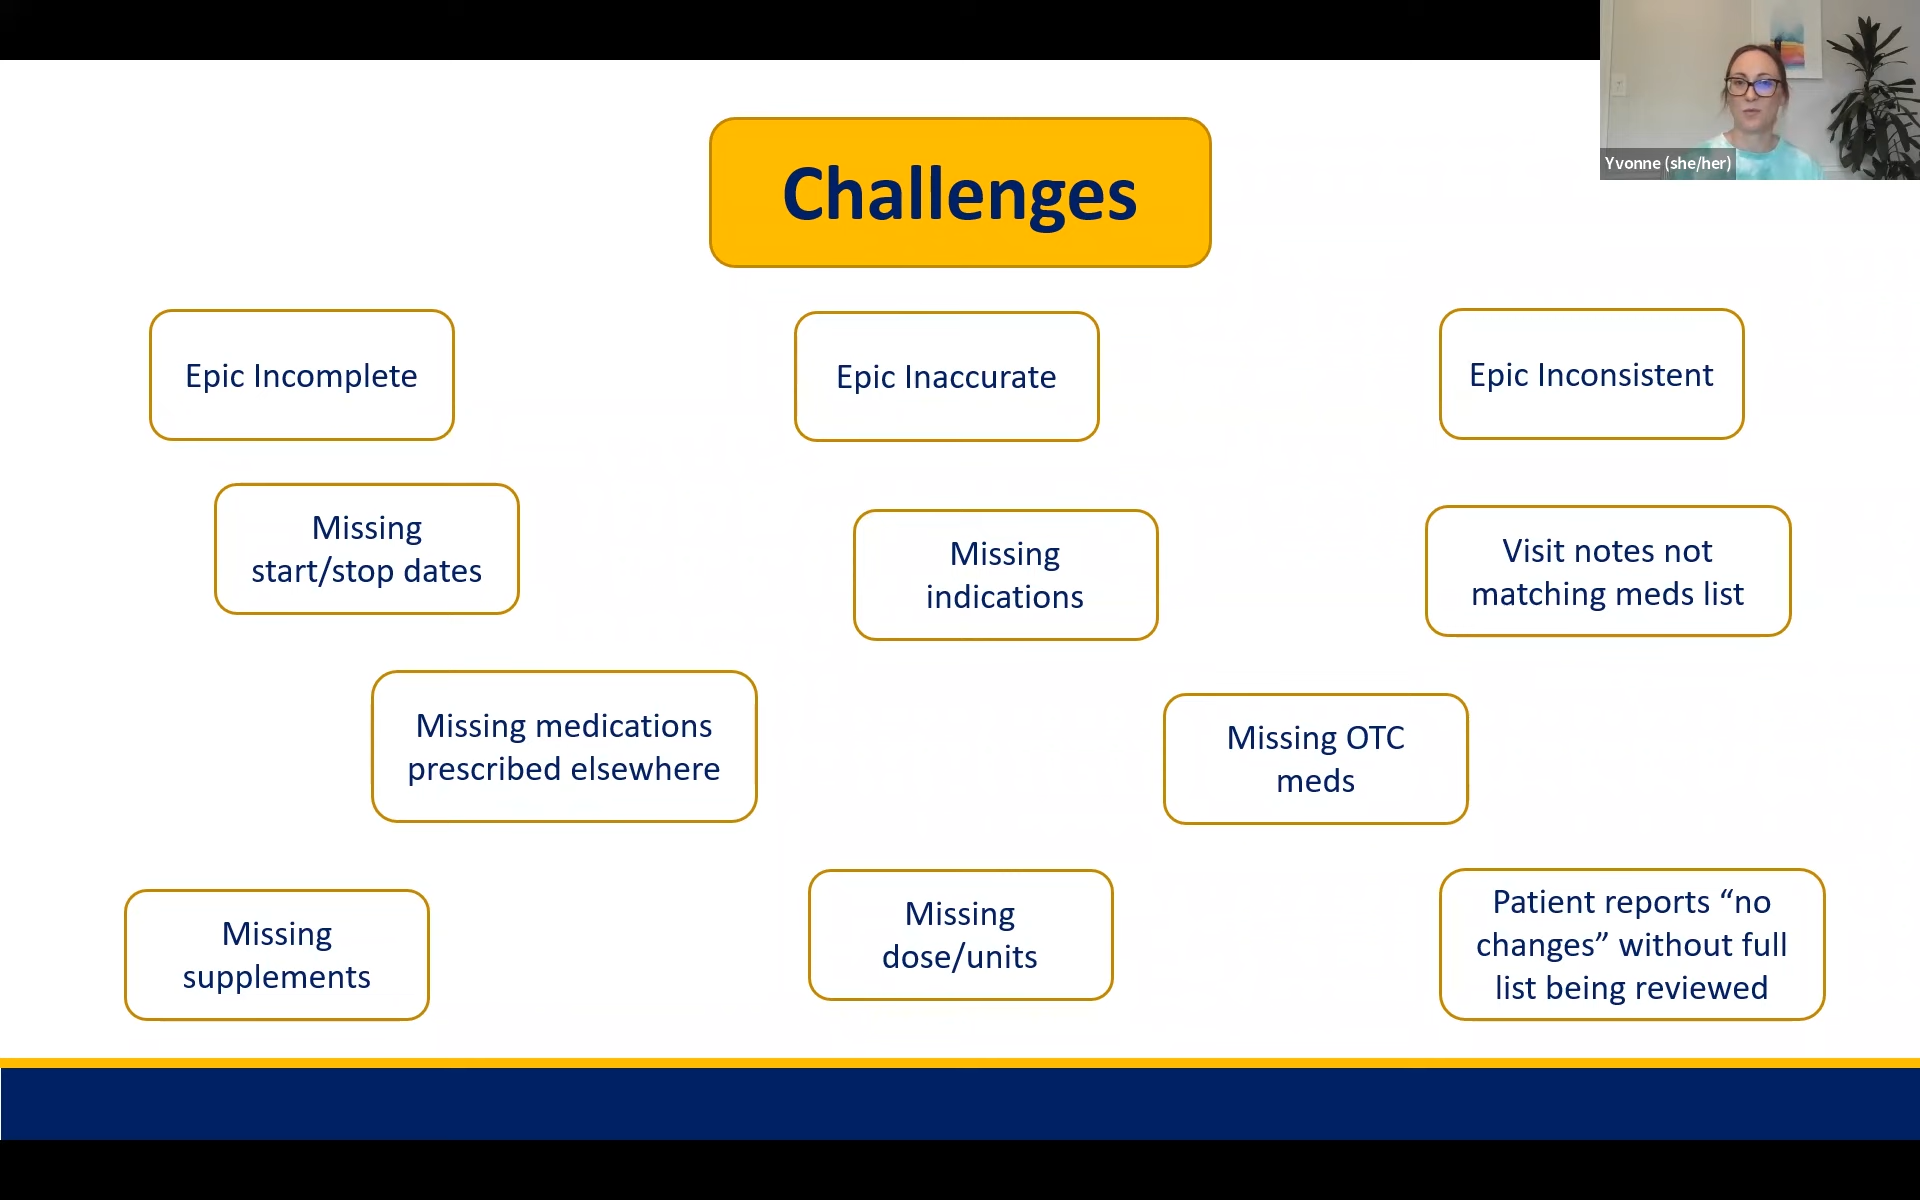 Yvonne (she/her)
Challenges
Epic Incomplete
Epic Inaccurate
Epic Inconsistent
Missing
start/stop dates
Missing
indications
Visit notes not
matching meds list
Missing medications
prescribed elsewhere
Missing OTC
meds
Missing
supplements
Missing
dose/units
Patient reports “no
changes” without full
list being reviewed